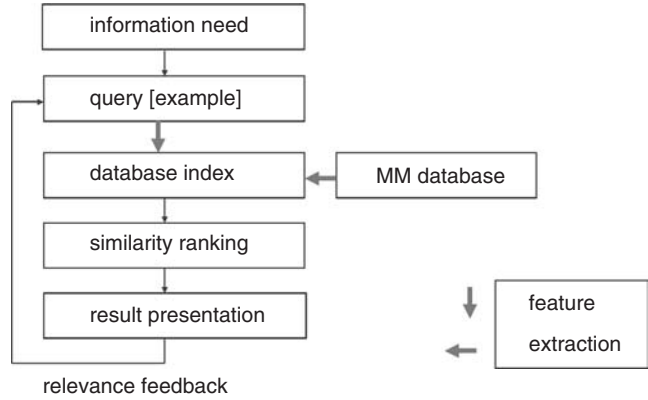 information need
query [example]
database index
MM database
similarity ranking
result presentation
feature
extraction
relevance feedback